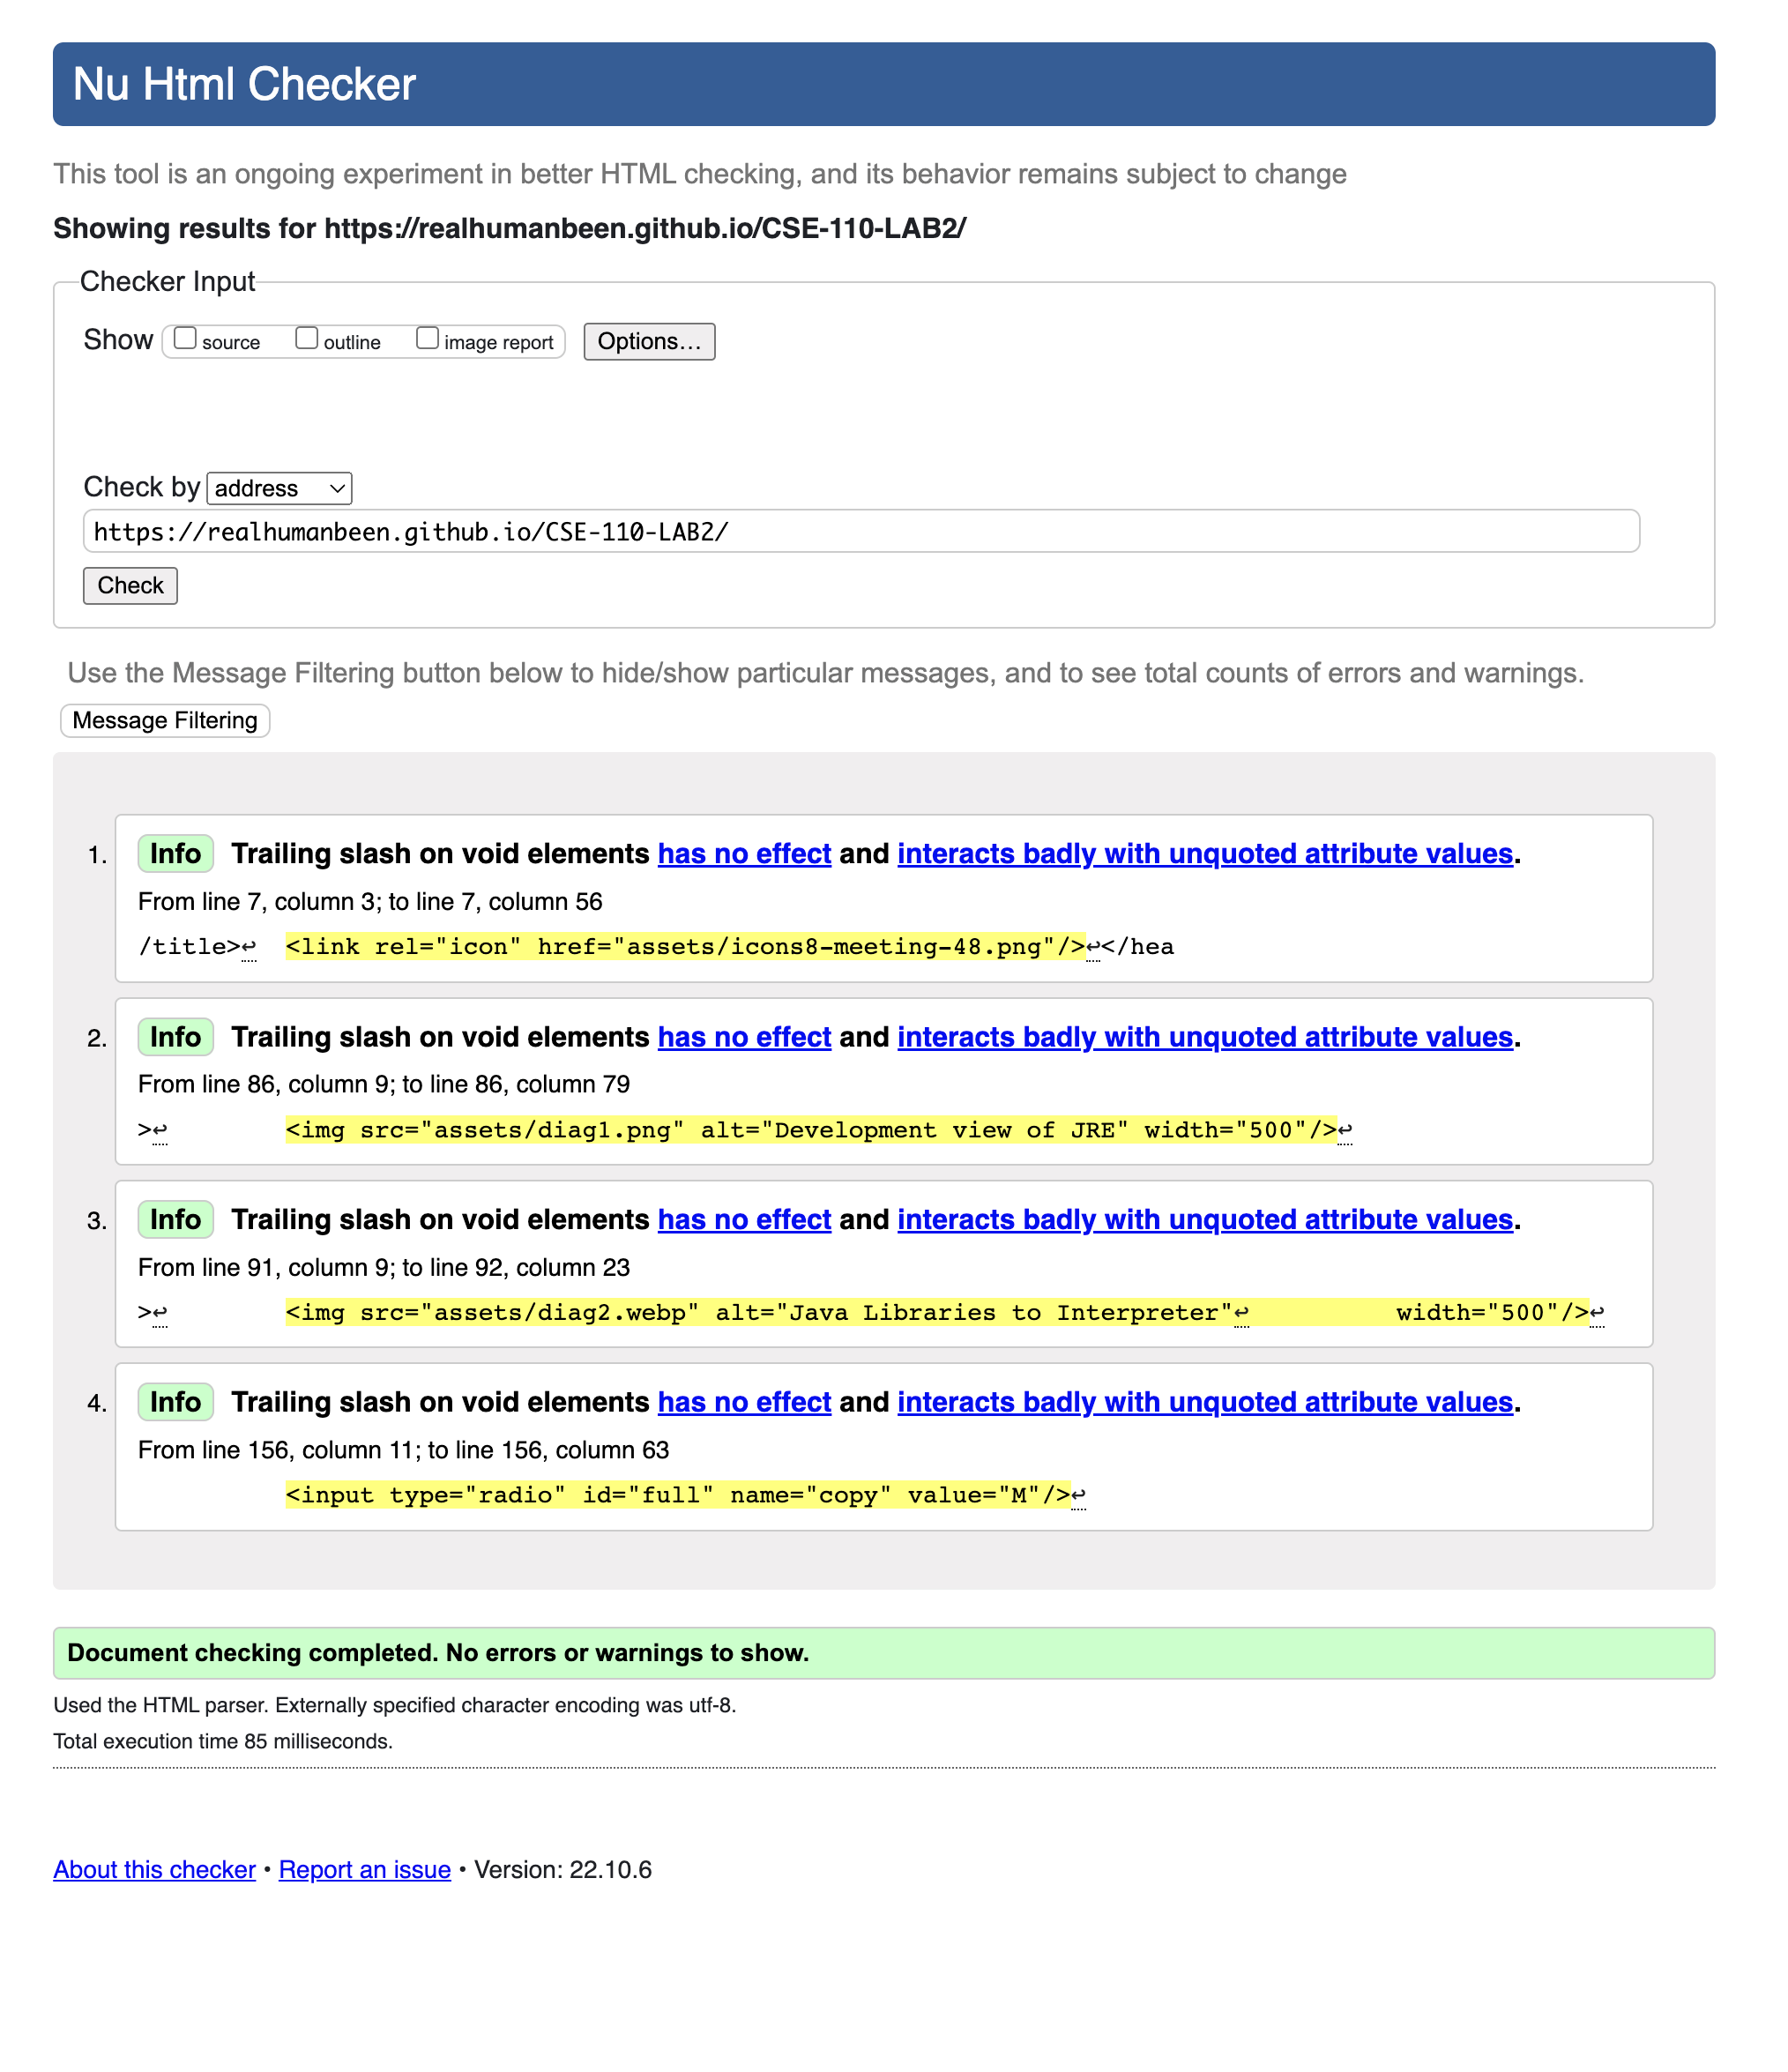 Nu Html Checker
This tool is an ongoing experiment in better HTML checking, and its behavior remains subject to change
Showing results for https://realhumanbeen.github.io/CSE-110-LAB2/
Checker Input
Show source outline image report Options...
Check by address
https://realhumanbeen.github.io/CSE-110-LAB2/
Check
Use the Message Filtering button below to hide/show particular messages, and to see total counts of errors and warnings.
Message Filtering
1. Info Trailing slash on void elements has no effect and interacts badly with unquoted attribute values.
From line 7, column 3; to line 7, column 56
/title>↩  <link rel="icon" href="assets/icons8-meeting-48.png"/>↩</hea
2. Info Trailing slash on void elements has no effect and interacts badly with unquoted attribute values.
From line 86, column 9; to line 86, column 79
>↩        <img src="assets/diag1.png" alt="Development view of JRE" width="500"/>↩
3. Info Trailing slash on void elements has no effect and interacts badly with unquoted attribute values.
From line 91, column 9; to line 92, column 23
>↩        <img src="assets/diag2.webp" alt="Java Libraries to Interpreter"↩          width="500"/>↩
4. Info Trailing slash on void elements has no effect and interacts badly with unquoted attribute values.
From line 156, column 11; to line 156, column 63
<input type="radio" id="full" name="copy" value="M"/>↩
Document checking completed. No errors or warnings to show.
Used the HTML parser. Externally specified character encoding was utf-8.
Total execution time 85 milliseconds.
About this checker • Report an issue • Version: 22.10.6